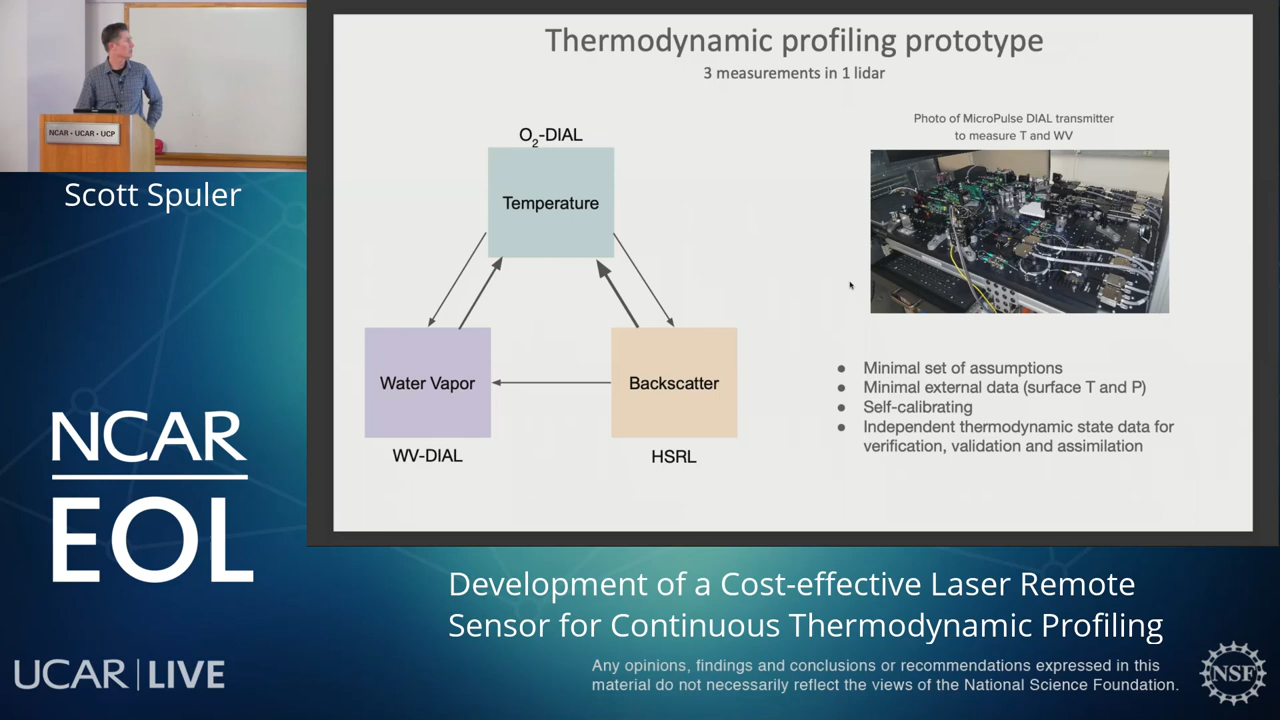 Thermodynamic profiling prototype
3 measurements in 1 lidar
O2-DIAL
Temperature
Water Vapor
Backscatter
WV-DIAL
HSRL
Photo of MicroPulse DIAL transmitter
to measure T and WV
● Minimal set of assumptions
● Minimal external data (surface T and P)
● Self-calibrating
● Independent thermodynamic state data for
verification, validation and assimilation
NCAR • UCAR • UCP
Scott Spuler
NCAR
EOL
Development of a Cost-effective Laser Remote
Sensor for Continuous Thermodynamic Profiling
UCAR | LIVE
Any opinions, findings and conclusions or recommendations expressed in this
material do not necessarily reflect the views of the National Science Foundation.
NSF